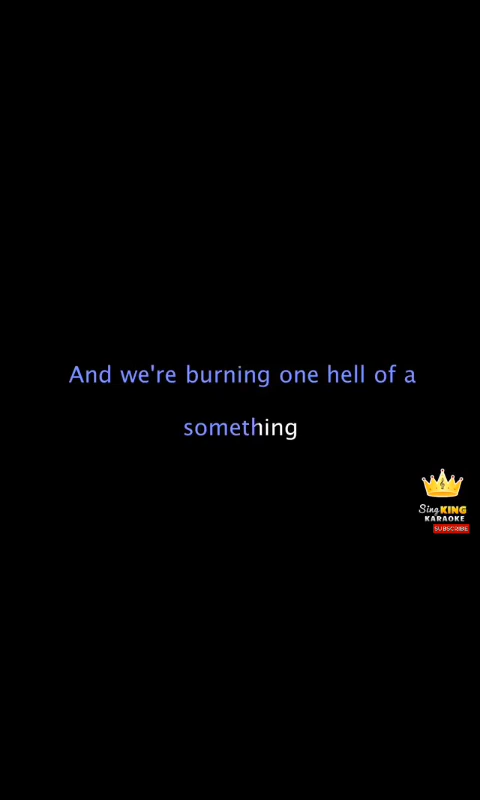 And we're burning one hell of a
something
Sing KING
KARAOKE
SUBSCRIBE